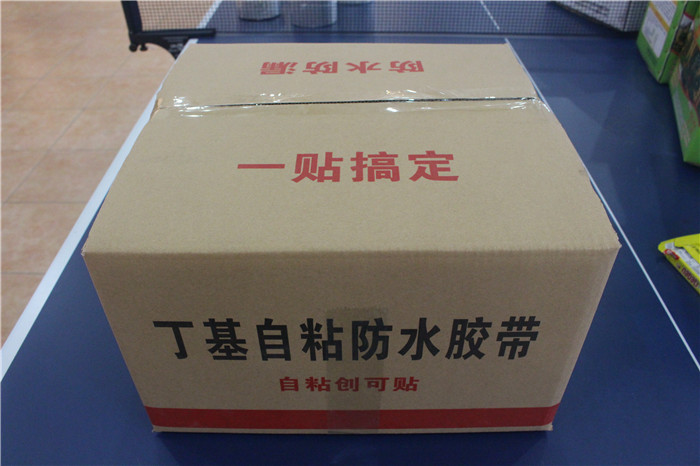 防水防漏
一贴搞定
丁基自粘防水胶带
自粘创可贴